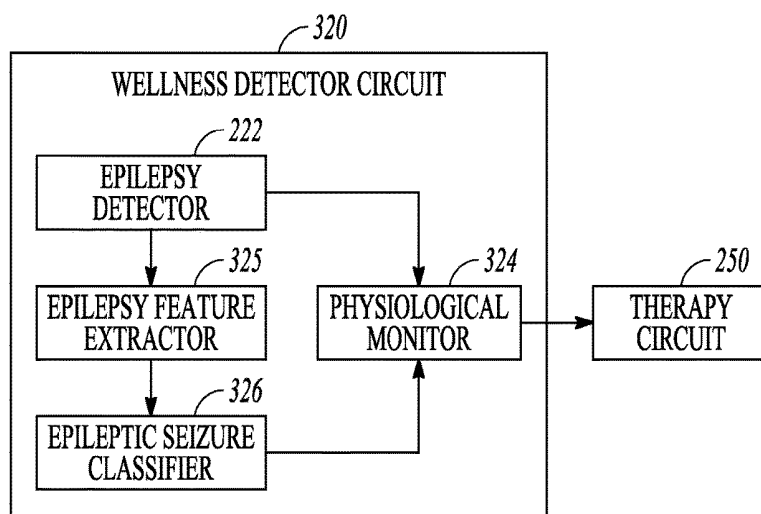 320
WELLNESS DETECTOR CIRCUIT
222
EPILEPSY
DETECTOR
325
EPILEPSY FEATURE
EXTRACTOR
326
EPILEPTIC SEIZURE
CLASSIFIER
324
PHYSIOLOGICAL
MONITOR
250
THERAPY
CIRCUIT